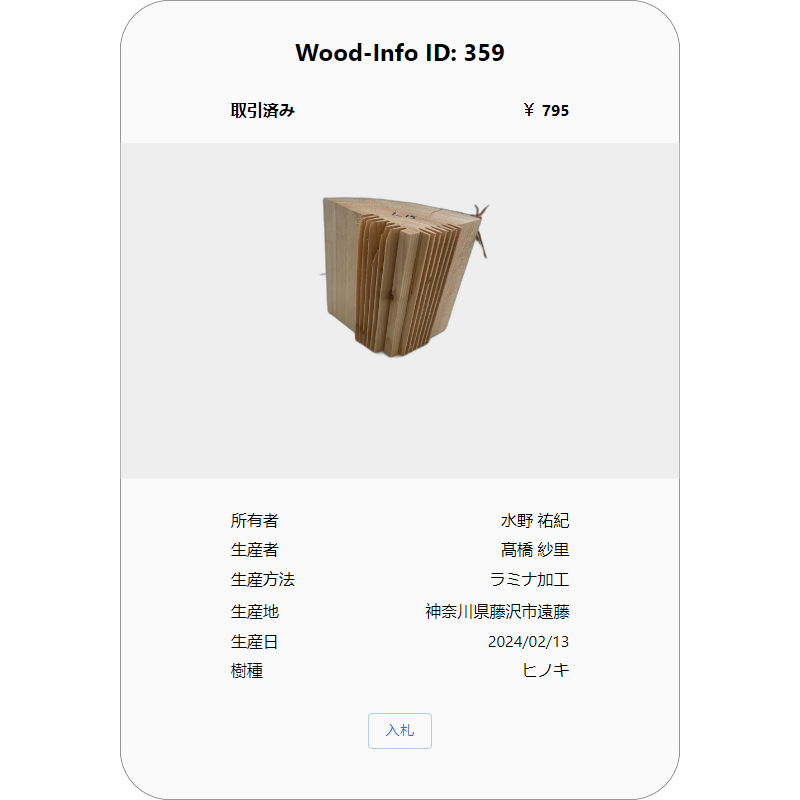 Wood-Info ID: 359
取引済み ￥ 795
所有者 水野 祐紀
生産者 髙橋 紗里
生産方法 ラミナ加工
生産地 神奈川県藤沢市遠藤
生産日 2024/02/13
樹種 ヒノキ
入札